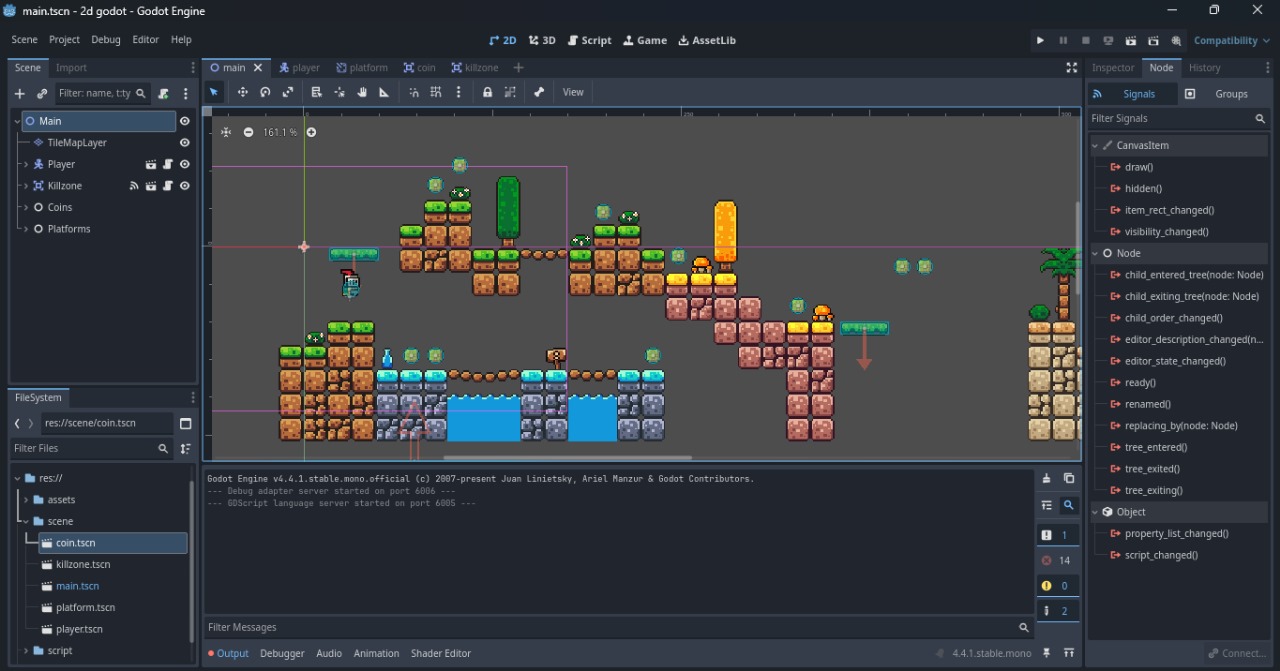 main.tscn - 2d godot - Godot Engine
Scene Project Debug Editor Help
2D 3D Script Game AssetLib
Compatibility
Scene Import
Filter: name, t:ty
Main
TileMapLayer
Player
Killzone
Coins
Platforms
FileSystem
res://scene/coin.tscn
Filter Files
res://
assets
scene
coin.tscn
killzone.tscn
main.tscn
platform.tscn
player.tscn
script
main player platform coin killzone
View
161.1 %
Godot Engine v4.4.1.stable.mono.official (c) 2007-present Juan Linietsky, Ariel Manzur & Godot Contributors.
--- Debug adapter server started on port 6006 ---
--- GDScript language server started on port 6005 ---
1
14
0
2
Filter Messages
Output Debugger Audio Animation Shader Editor
4.4.1.stable.mono
Inspector Node History
Signals Groups
Filter Signals
CanvasItem
draw()
hidden()
item_rect_changed()
visibility_changed()
Node
child_entered_tree(node: Node)
child_exiting_tree(node: Node)
child_order_changed()
editor_description_changed(n...
editor_state_changed()
ready()
renamed()
replacing_by(node: Node)
tree_entered()
tree_exited()
tree_exiting()
Object
property_list_changed()
script_changed()
Connect...